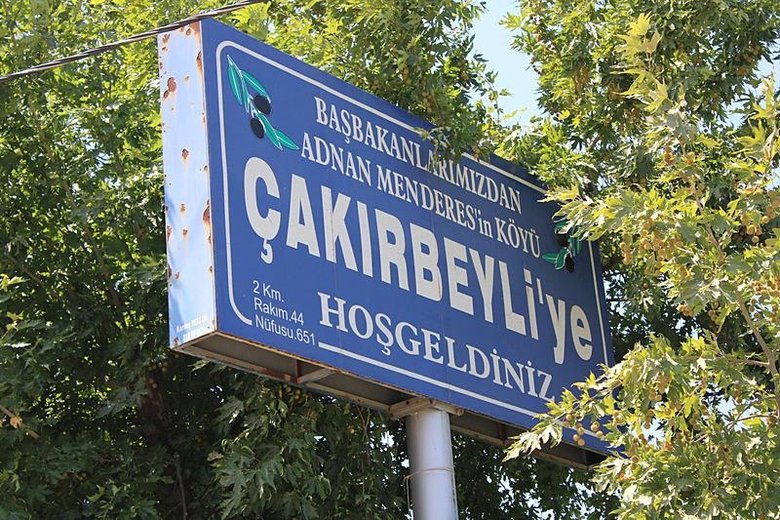 BAŞBAKANLARIMIZDAN
ADNAN MENDERES'in KÖYÜ
ÇAKIRBEYLİ'ye
HOŞGELDİNİZ
2 Km.
Rakım.44
Nüfusu.651